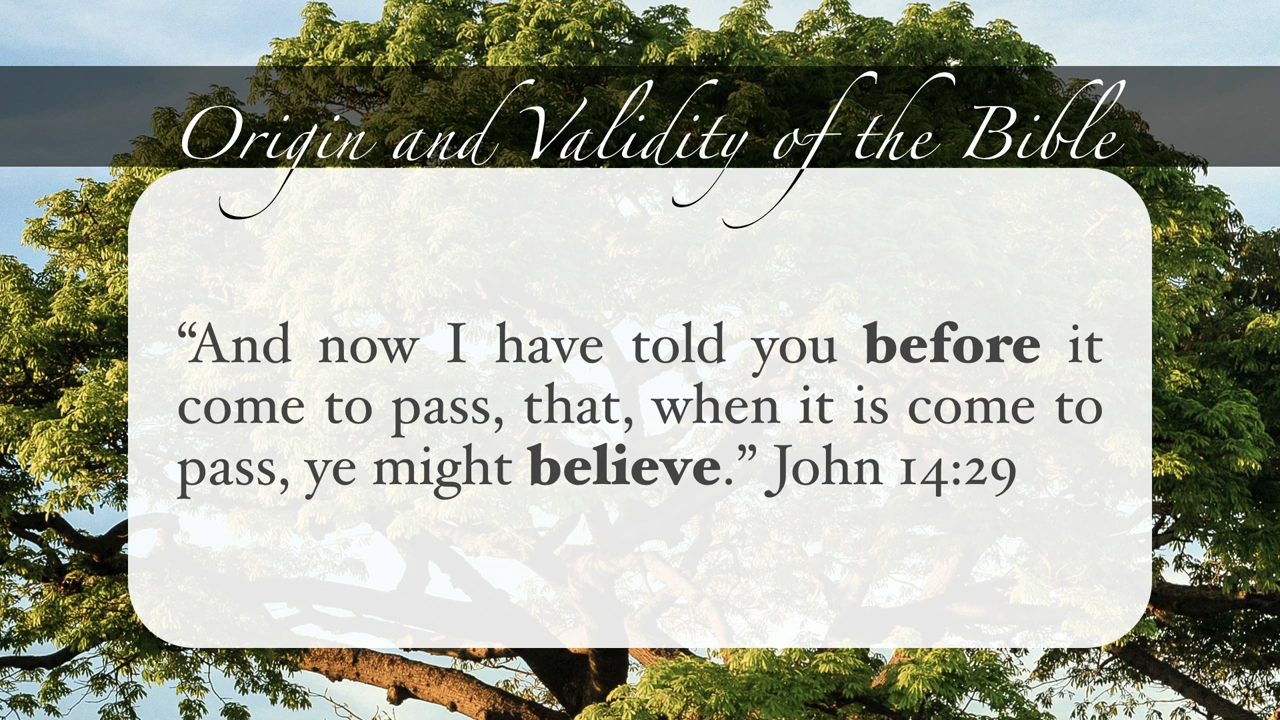 Origin and Validity of the Bible
“And now I have told you before it
come to pass, that, when it is come to
pass, ye might believe.” John 14:29